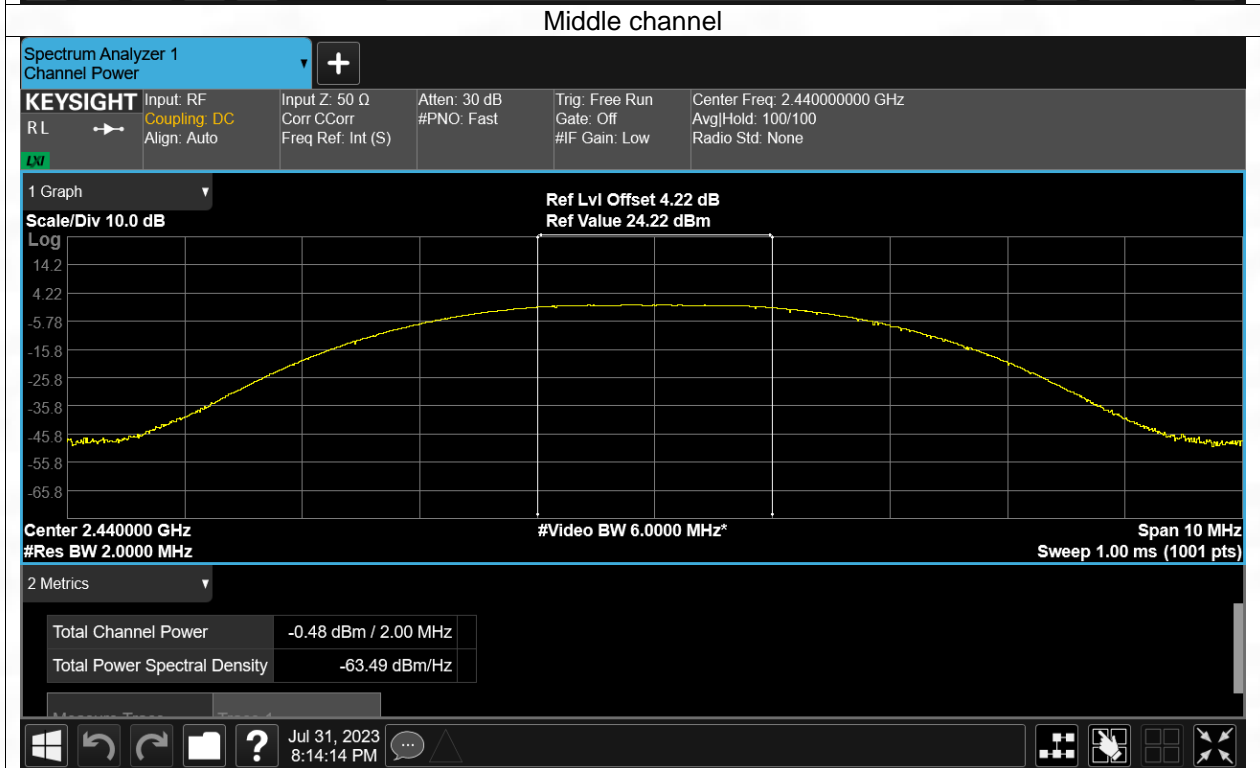 Middle channel
Spectrum Analyzer 1
Channel Power
+
KEYSIGHT
RL
LXI
Input: RF
Coupling: DC
Align: Auto
Input Z: 50 Ω
Corr CCorr
Freq Ref: Int (S)
Atten: 30 dB
#PNO: Fast
Trig: Free Run
Gate: Off
#IF Gain: Low
Center Freq: 2.440000000 GHz
Avg|Hold: 100/100
Radio Std: None
1 Graph
Scale/Div 10.0 dB
Ref Lvl Offset 4.22 dB
Ref Value 24.22 dBm
Log
14.2
4.22
-5.78
-15.8
-25.8
-35.8
-45.8
-55.8
-65.8
Center 2.440000 GHz
#Video BW 6.0000 MHz*
Span 10 MHz
#Res BW 2.0000 MHz
Sweep 1.00 ms (1001 pts)
2 Metrics
Total Channel Power -0.48 dBm / 2.00 MHz
Total Power Spectral Density -63.49 dBm/Hz
?
Jul 31, 2023
8:14:14 PM